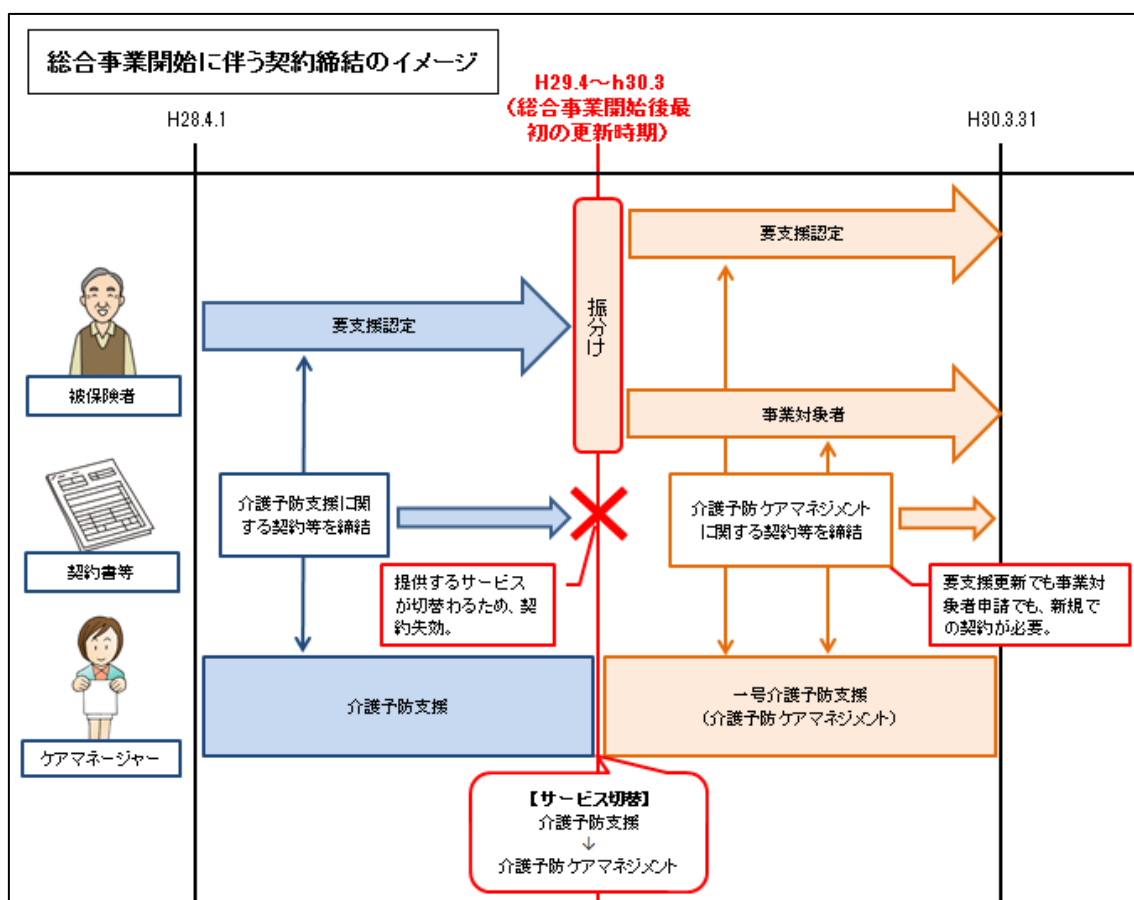 総合事業開始に伴う契約締結のイメージ
H29.4～h30.3
（総合事業開始後最
初の更新時期）
H28.4.1
H30.3.31
要支援認定
要支援認定
振分け
事業対象者
被保険者
介護予防支援に関
する契約等を締結
介護予防ケアマネジメント
に関する契約等を締結
契約書等
提供するサービス
が切替わるため、契
約失効。
要支援更新でも事業対
象者申請でも、新規で
の契約が必要。
介護予防支援
一号介護予防支援
（介護予防ケアマネジメント）
ケアマネージャー
【サービス切替】
介護予防支援
↓
介護予防ケアマネジメント